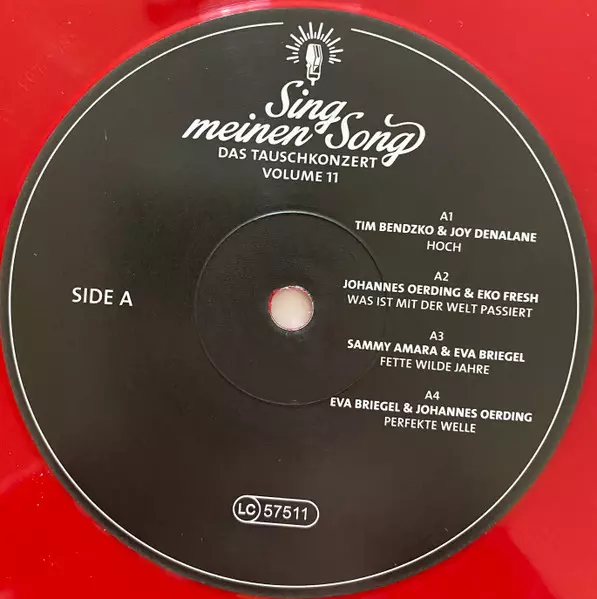 Sing
meinen Song
DAS TAUSCHKONZERT
VOLUME 11
A1
TIM BENDZKO & JOY DENALANE
HOCH
A2
JOHANNES OERDING & EKO FRESH
WAS IST MIT DER WELT PASSIERT
SIDE A
A3
SAMMY AMARA & EVA BRIEGEL
FETTE WILDE JAHRE
A4
EVA BRIEGEL & JOHANNES OERDING
PERFEKTE WELLE
LC 57511